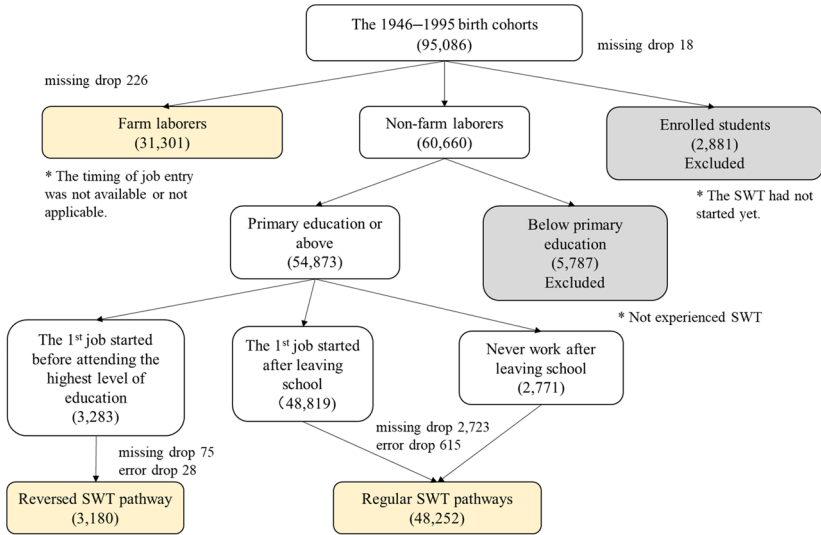 The 1946–1995 birth cohorts
(95,086)
missing drop 18
missing drop 226
Farm laborers
(31,301)
Non-farm laborers
(60,660)
Enrolled students
(2,881)
Excluded
* The timing of job entry
was not available or not
applicable.
* The SWT had not
started yet.
Primary education or
above
(54,873)
Below primary
education
(5,787)
Excluded
* Not experienced SWT
The 1st job started
before attending the
highest level of
education
(3,283)
The 1st job started
after leaving
school
(48,819)
Never work after
leaving school
(2,771)
missing drop 2,723
error drop 615
missing drop 75
error drop 28
Reversed SWT pathway
(3,180)
Regular SWT pathways
(48,252)